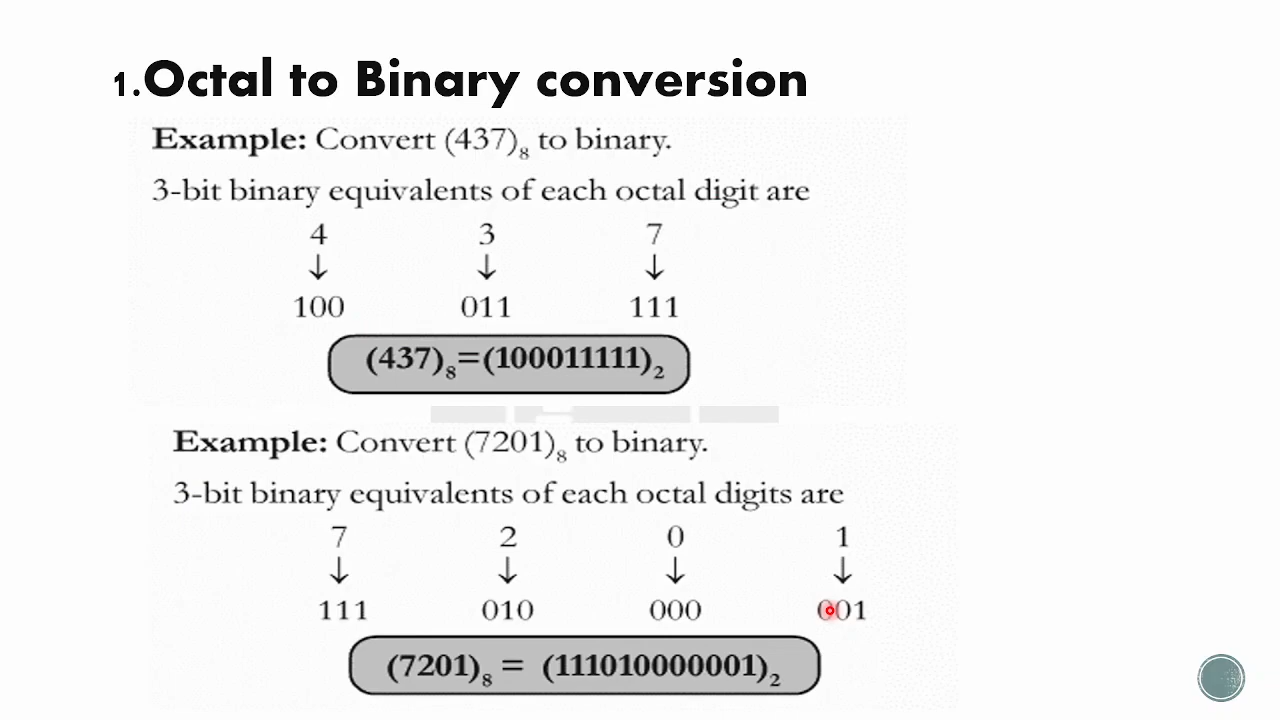 1.Octal to Binary conversion
Example: Convert (437)₈ to binary.
3-bit binary equivalents of each octal digit are
4 3 7
↓ ↓ ↓
100 011 111
(437)₈=(100011111)₂
Example: Convert (7201)₈ to binary.
3-bit binary equivalents of each octal digits are
7 2 0 1
↓ ↓ ↓ ↓
111 010 000 001
(7201)₈ = (111010000001)₂